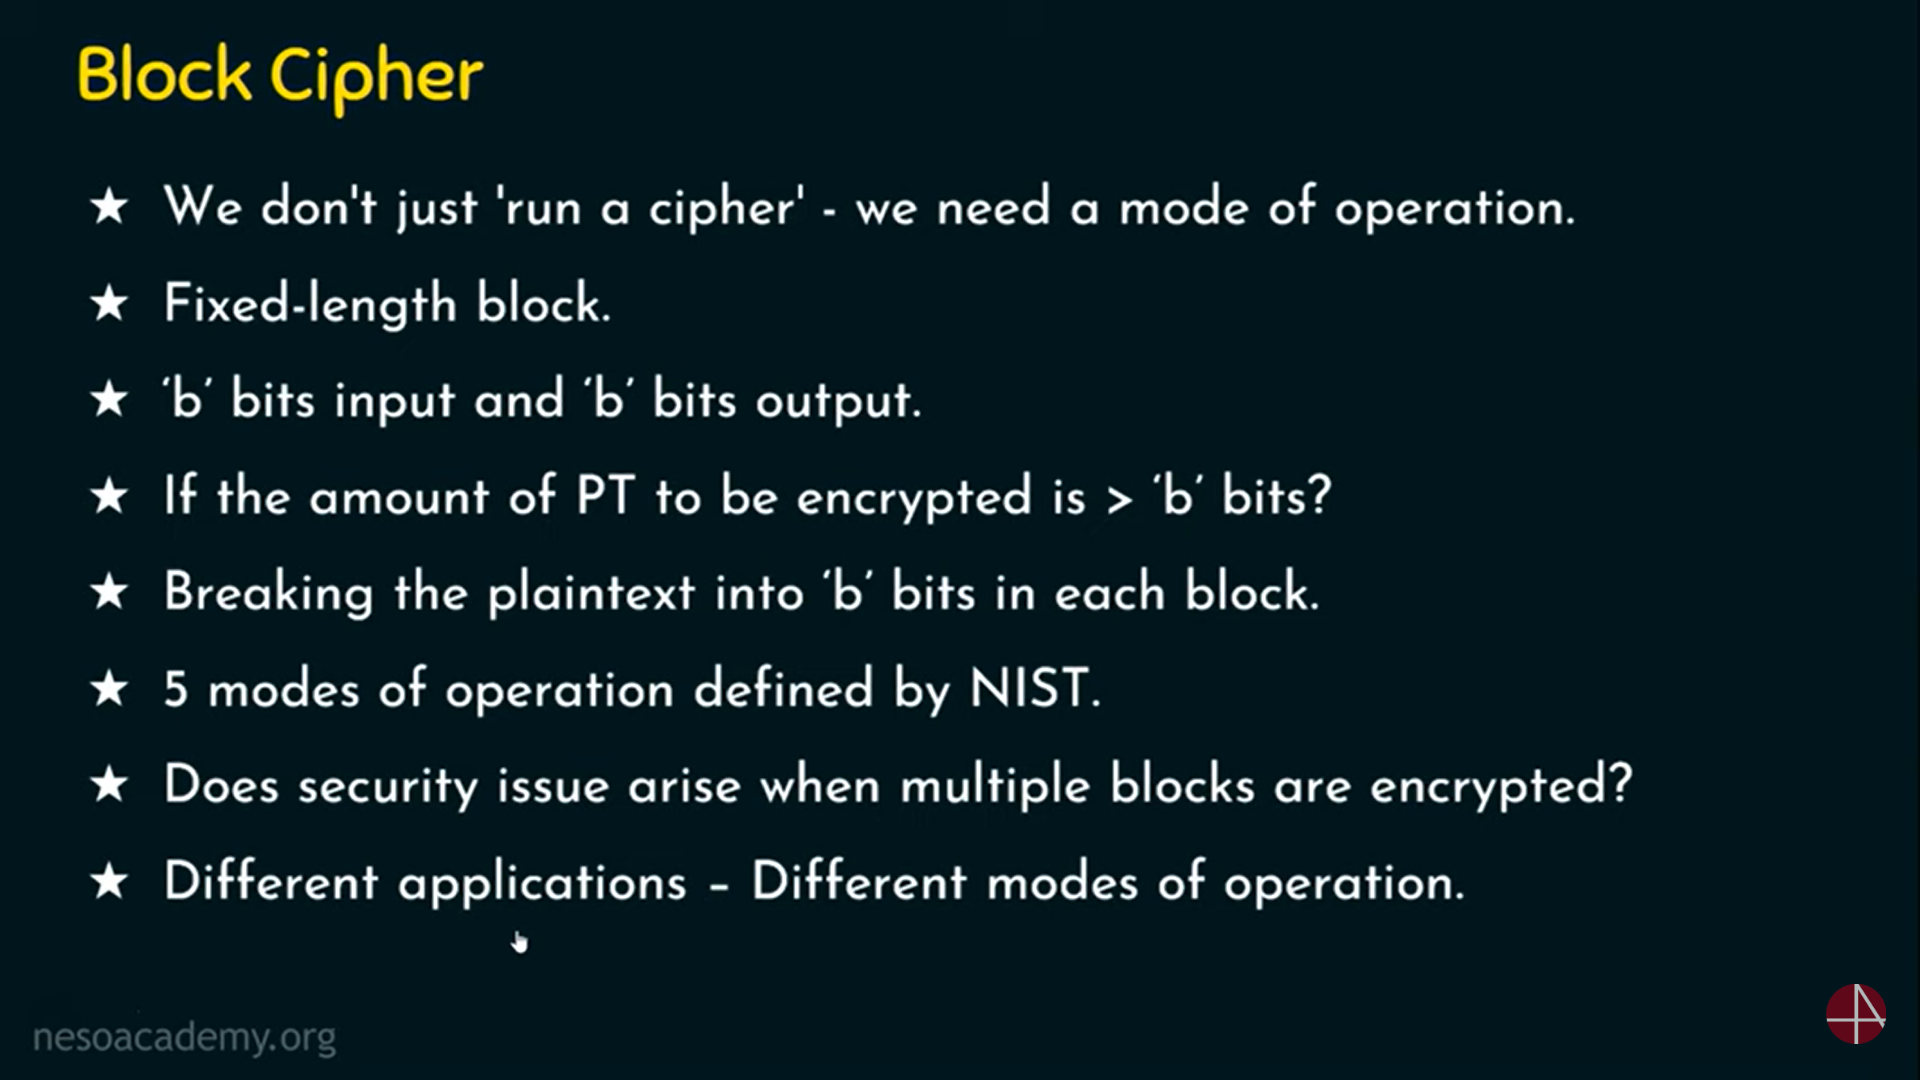 Block Cipher
★ We don't just 'run a cipher' - we need a mode of operation.
★ Fixed-length block.
★ ‘b’ bits input and ‘b’ bits output.
★ If the amount of PT to be encrypted is > ‘b’ bits?
★ Breaking the plaintext into ‘b’ bits in each block.
★ 5 modes of operation defined by NIST.
★ Does security issue arise when multiple blocks are encrypted?
★ Different applications – Different modes of operation.
nesoacademy.org